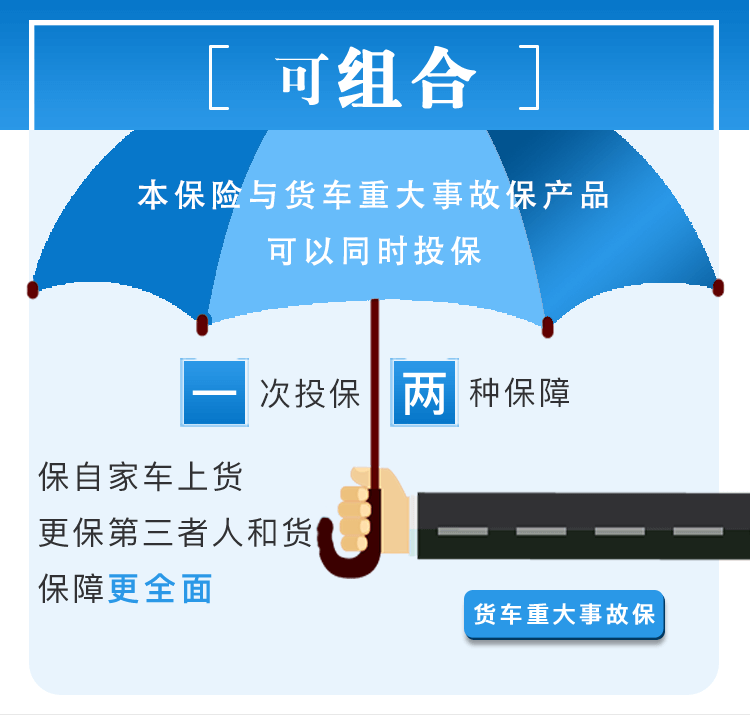 可组合
本保险与货车重大事故保产品
可以同时投保
一次投保 两种保障
保自家车上货
更保第三者人和货
保障更全面
货车重大事故保